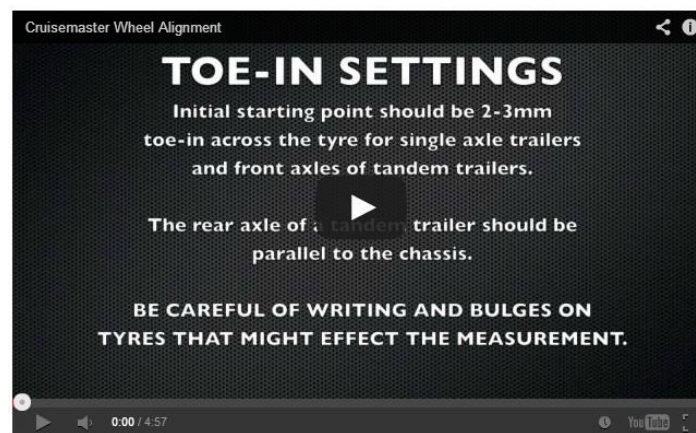 Cruisemaster Wheel Alignment
TOE-IN SETTINGS
Initial starting point should be 2-3mm
toe-in across the tyre for single axle trailers
and front axles of tandem trailers.
The rear axle of a tandem trailer should be
parallel to the chassis.
BE CAREFUL OF WRITING AND BULGES ON
TYRES THAT MIGHT EFFECT THE MEASUREMENT.
0:00 / 4:57
YouTube